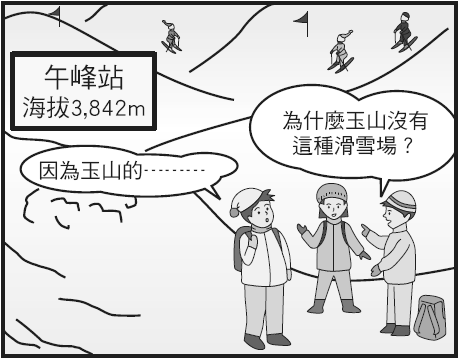 午峰站
海拔3,842m
為什麼玉山沒有
這種滑雪場？
因為玉山的---------